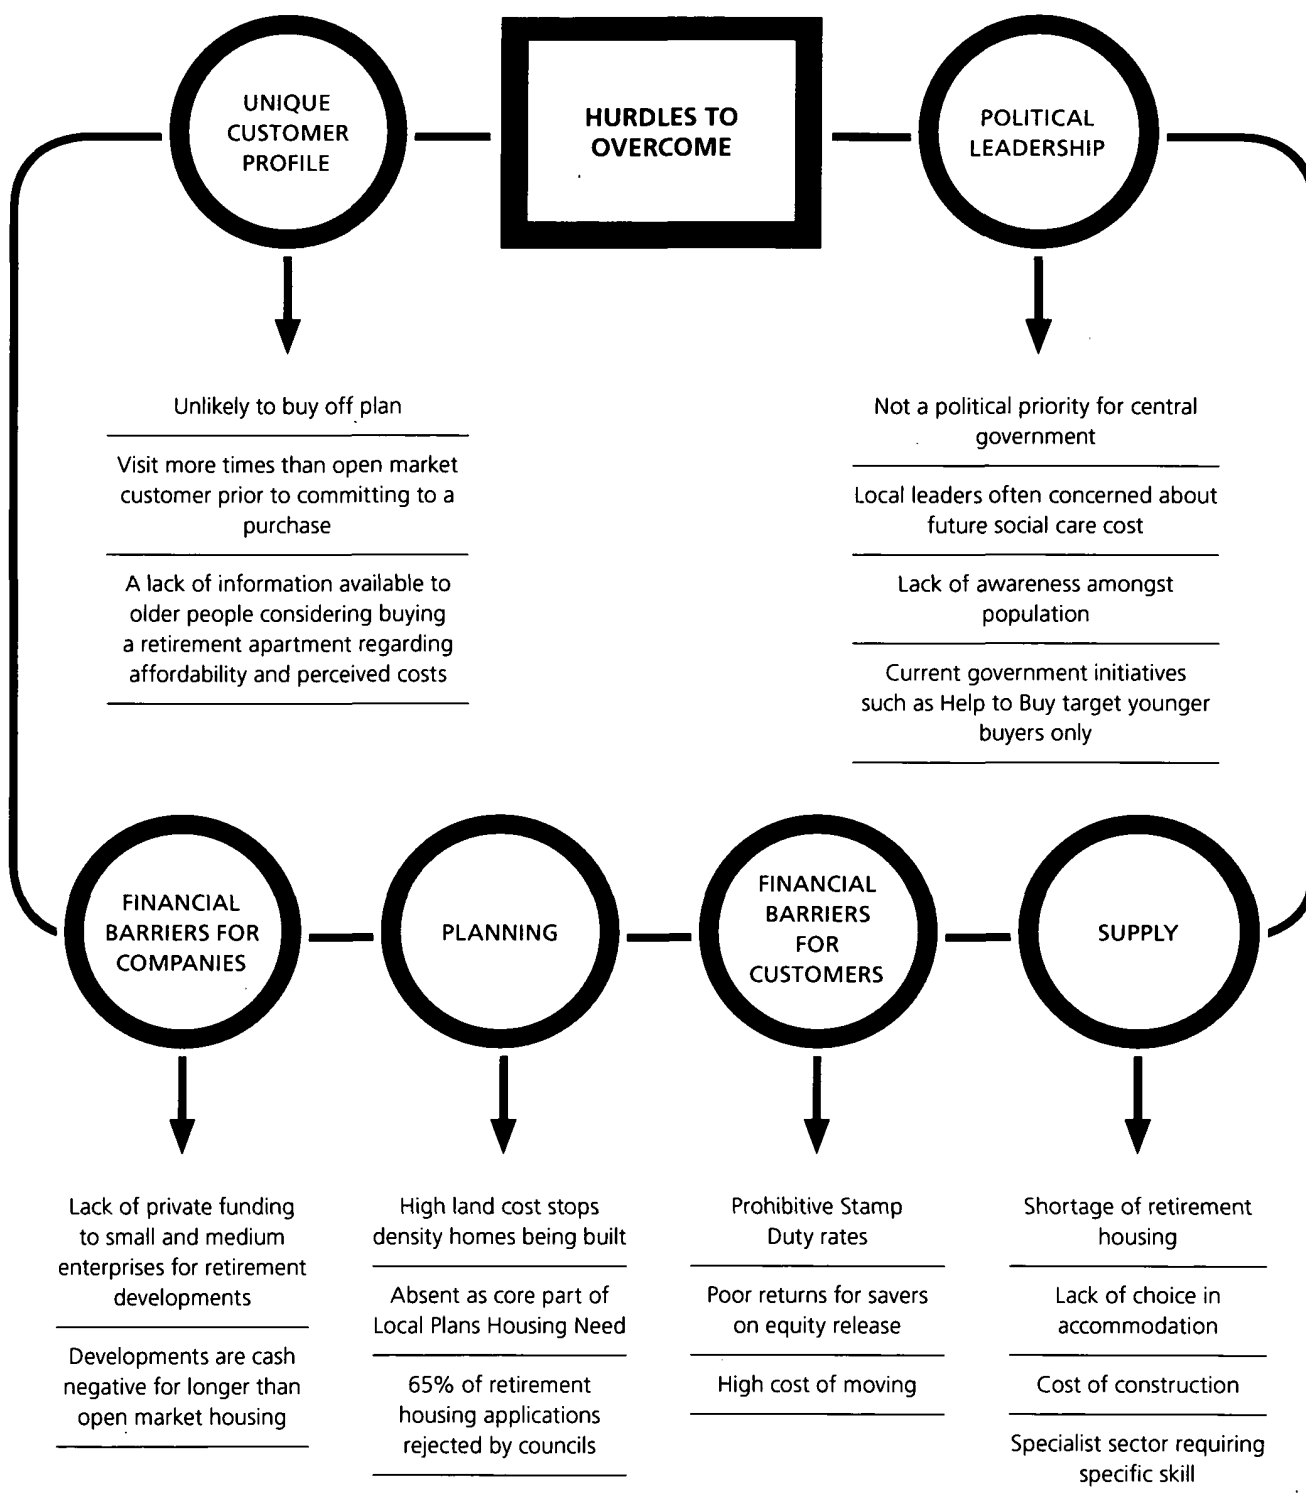 UNIQUE
CUSTOMER
PROFILE
HURDLES TO
OVERCOME
POLITICAL
LEADERSHIP
Unlikely to buy off plan
Visit more times than open market
customer prior to committing to a
purchase
A lack of information available to
older people considering buying
a retirement apartment regarding
affordability and perceived costs
Not a political priority for central
government
Local leaders often concerned about
future social care cost
Lack of awareness amongst
population
Current government initiatives
such as Help to Buy target younger
buyers only
FINANCIAL
BARRIERS FOR
COMPANIES
PLANNING
FINANCIAL
BARRIERS
FOR
CUSTOMERS
SUPPLY
Lack of private funding
to small and medium
enterprises for retirement
developments
Developments are cash
negative for longer than
open market housing
High land cost stops
density homes being built
Absent as core part of
Local Plans Housing Need
65% of retirement
housing applications
rejected by councils
Prohibitive Stamp
Duty rates
Poor returns for savers
on equity release
High cost of moving
Shortage of retirement
housing
Lack of choice in
accommodation
Cost of construction
Specialist sector requiring
specific skill